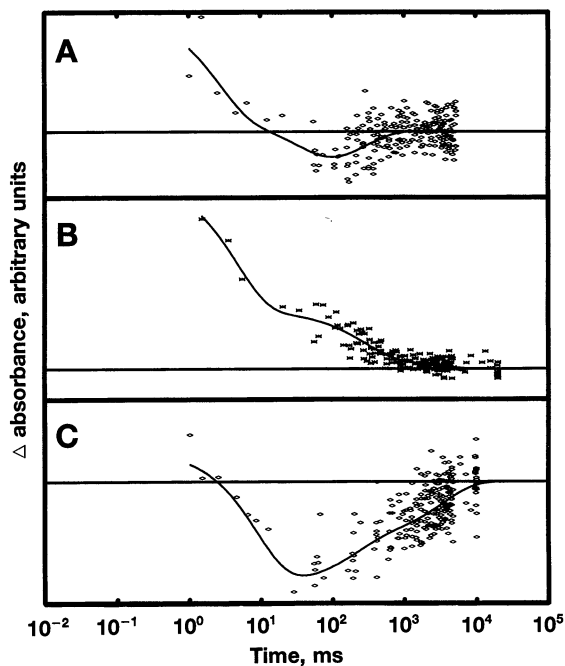 A
B
C
△ absorbance, arbitrary units
10⁻² 10⁻¹ 10⁰ 10¹ 10² 10³ 10⁴ 10⁵
Time, ms